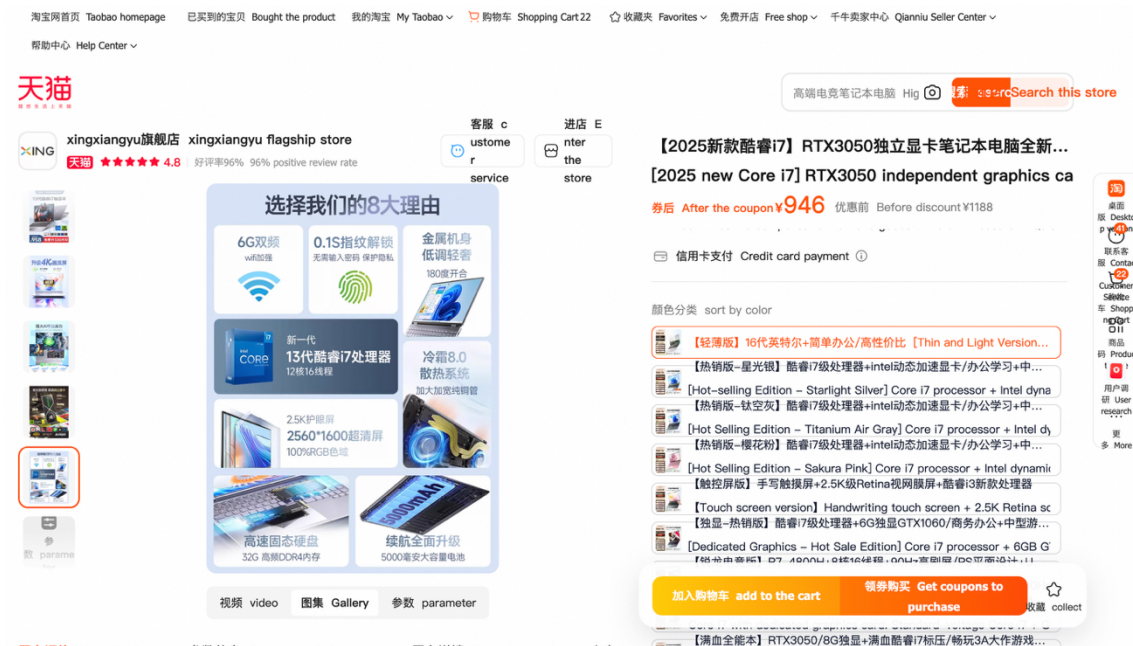 淘宝网首页 Taobao homepage 已买到的宝贝 Bought the product 我的淘宝 My Taobao 购物车 Shopping Cart 22 收藏夹 Favorites 免费开店 Free shop 千牛卖家中心 Qianniu Seller Center
帮助中心 Help Center
天猫
高端电竞笔记本电脑 Hig Search this store
XING
xingxiangyu旗舰店 xingxiangyu flagship store
天猫 4.8 好评率96% 96% positive review rate
客服 c
ustome
r
service
进店 E
nter
the
store
选择我们的8大理由
6G双频
wifi加强
0.1S指纹解锁
无需输入密码 保护隐私
金属机身
低调轻奢
180度开合
intel
CORE
i7
新一代
13代酷睿i7处理器
12核16线程
冷霜8.0
散热系统
加大加宽纯铜管
2.5K护眼屏
2560*1600超清屏
100%RGB色域
高速固态硬盘
32G 高频DDR4内存
5000mAh
续航全面升级
5000毫安大容量电池
参
数 parame
视频 video 图集 Gallery 参数 parameter
【2025新款酷睿i7】RTX3050独立显卡笔记本电脑全新...
[2025 new Core i7] RTX3050 independent graphics ca
券后 After the coupon ¥946 优惠前 Before discount ¥1188
信用卡支付 Credit card payment
颜色分类 sort by color
【轻薄版】16代英特尔+简单办公/高性价比 [Thin and Light Version...
【热销版-星光银】酷睿i7级处理器+intel动态加速显卡/办公学习+中...
[Hot-selling Edition - Starlight Silver] Core i7 processor + Intel dyna
【热销版-钛空灰】酷睿i7级处理器+intel动态加速显卡/办公学习+中...
[Hot Selling Edition - Titanium Air Gray] Core i7 processor + Intel dy
【热销版-樱花粉】酷睿i7级处理器+intel动态加速显卡/办公学习+中...
[Hot Selling Edition - Sakura Pink] Core i7 processor + Intel dynamic
【触控屏版】手写触摸屏+2.5K级Retina视网膜屏+酷睿i3新款处理器
[Touch screen version] Handwriting touch screen + 2.5K Retina sc
【独显-热销版】酷睿i7级处理器+6G独显GTX1060/商务办公+中型游...
[Dedicated Graphics - Hot Sale Edition] Core i7 processor + 6GB G
加入购物车 add to the cart
领券购买 Get coupons to
purchase
收藏 collect
【满血全能本】RTX3050/8G独显+满血酷睿i7标压/畅玩3A大作游戏...
淘
桌面
版 Deskto
41
联系客
服 Contac
22
Customer
车 Shopp
商品
码 Produc
用户调
研 User
research
更
多 More